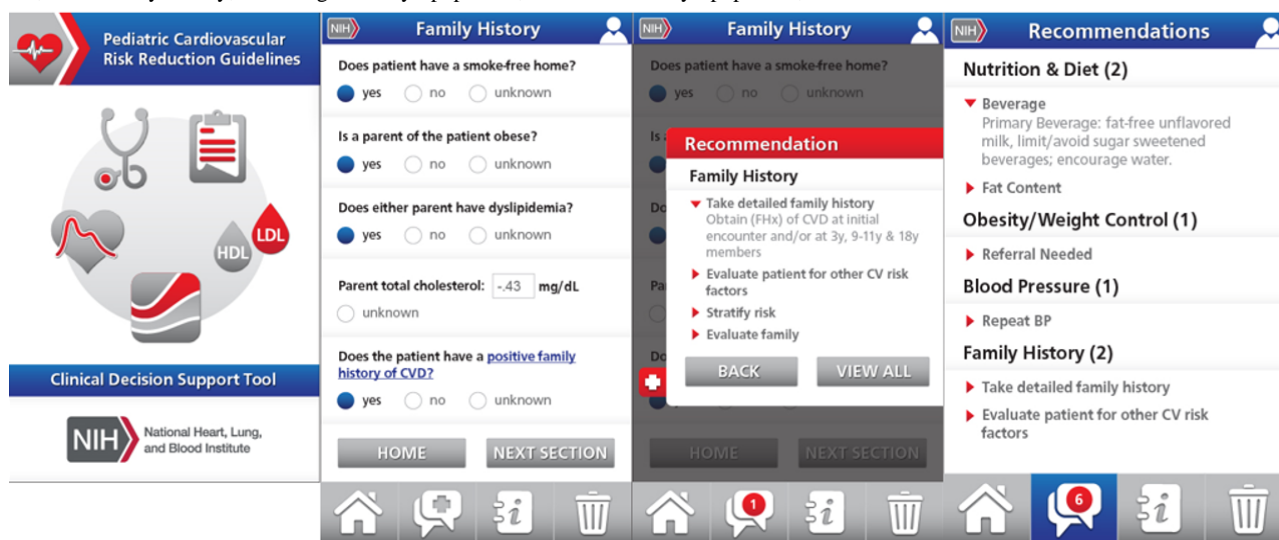 Pediatric Cardiovascular
Risk Reduction Guidelines
HDL
LDL
Clinical Decision Support Tool
NIH
National Heart, Lung,
and Blood Institute
NIH
Family History
Does patient have a smoke-free home?
yes no unknown
Is a parent of the patient obese?
yes no unknown
Does either parent have dyslipidemia?
yes no unknown
Parent total cholesterol: -.43 mg/dL
unknown
Does the patient have a positive family
history of CVD?
yes no unknown
HOME NEXT SECTION
i
NIH
Family History
Does patient have a smoke-free home?
yes no unknown
Is
Recommendation
Family History
Take detailed family history
Obtain (FHx) of CVD at initial
encounter and/or at 3y, 9-11y & 18y
members
Evaluate patient for other CV risk
factors
Stratify risk
Evaluate family
BACK VIEW ALL
Do
Pa
Do
HOME NEXT SECTION
1
i
NIH
Recommendations
Nutrition & Diet (2)
Beverage
Primary Beverage: fat-free unflavored
milk, limit/avoid sugar sweetened
beverages; encourage water.
Fat Content
Obesity/Weight Control (1)
Referral Needed
Blood Pressure (1)
Repeat BP
Family History (2)
Take detailed family history
Evaluate patient for other CV risk
factors
6
i